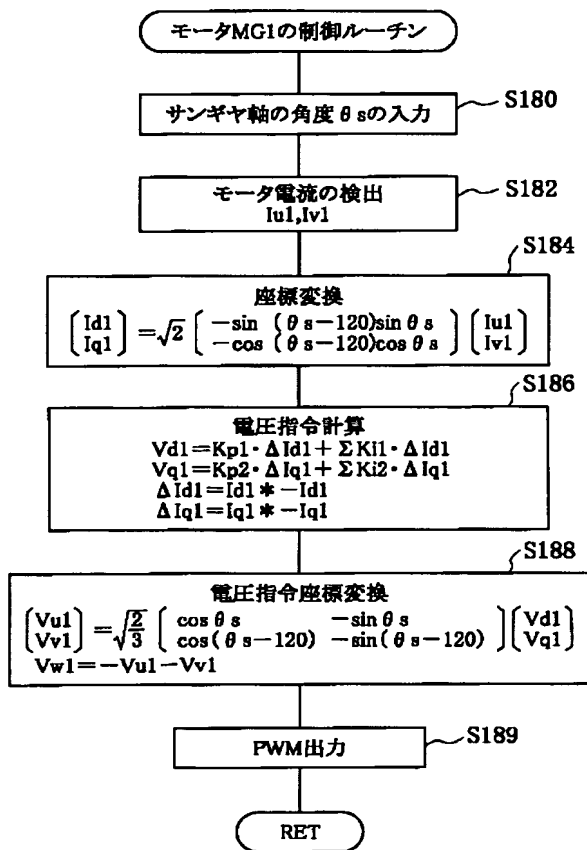 モータMG1の制御ルーチン
サンギヤ軸の角度θsの入力
S180
モータ電流の検出
Iu1,Iv1
S182
S184
座標変換
[Id1 Iq1] =√2 [−sin (θs−120)sinθs −cos (θs−120)cosθs] [Iu1 Iv1]
S186
電圧指令計算
Vd1=Kp1・ΔId1+ΣKi1・ΔId1
Vq1=Kp2・ΔIq1+ΣKi2・ΔIq1
ΔId1=Id1*−Id1
ΔIq1=Iq1*−Iq1
S188
電圧指令座標変換
[Vu1 Vv1] =√2/3 [cosθs −sinθs cos(θs−120) −sin(θs−120)] [Vd1 Vq1]
Vw1=−Vu1−Vv1
PWM出力
S189
RET